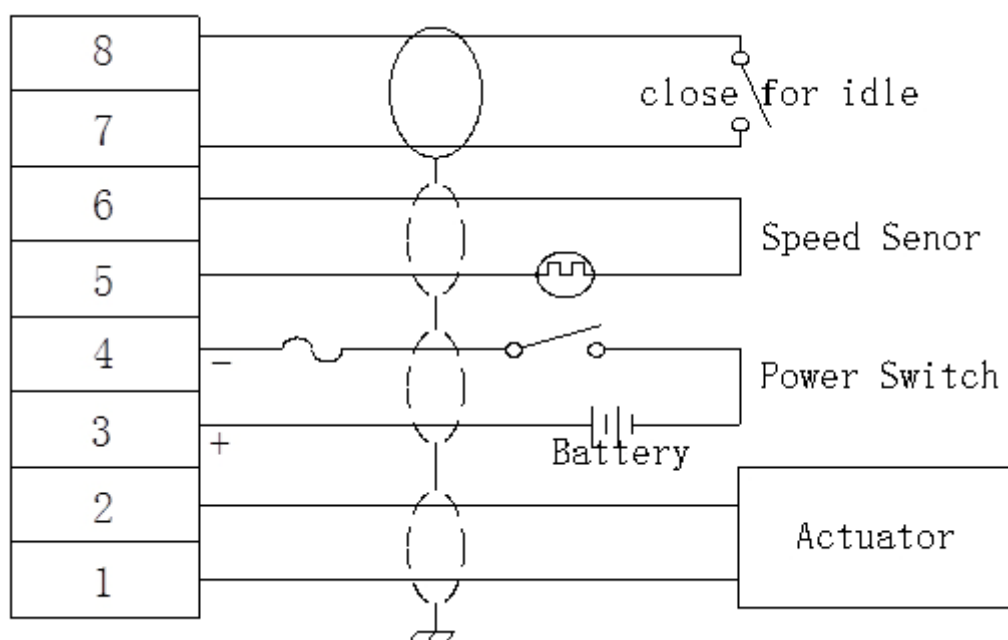 8
close for idle
7
6
Speed Senor
5
4
−
Power Switch
3
+
Battery
2
Actuator
1